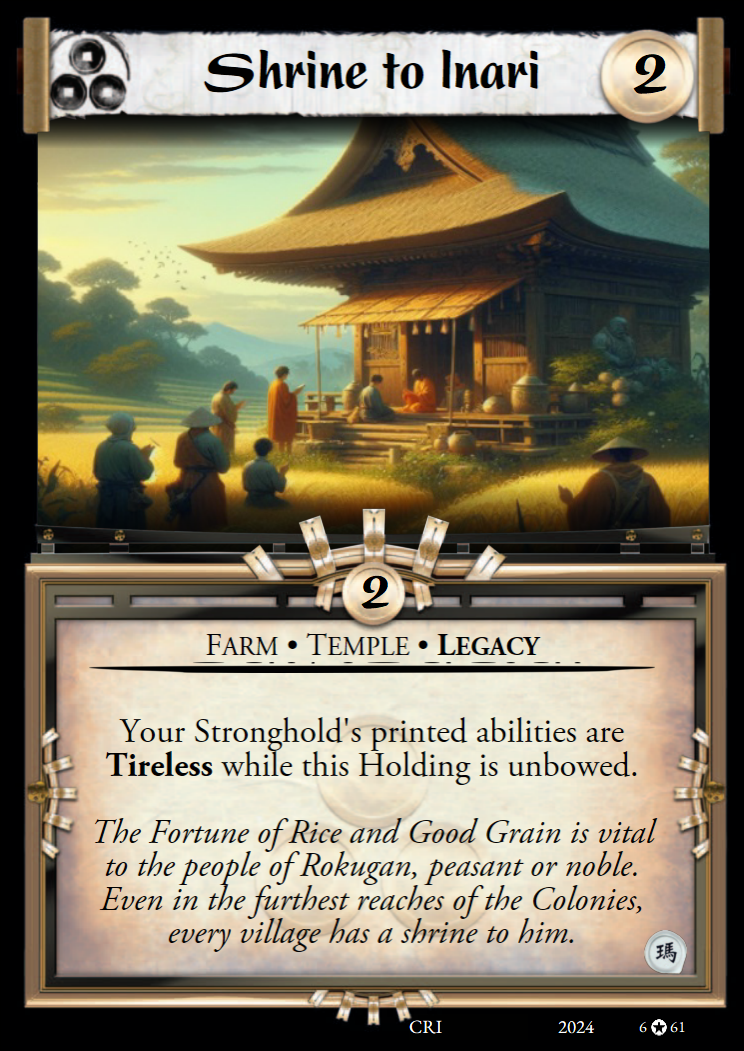 Shrine to Inari
2
2
FARM • TEMPLE • LEGACY
Your Stronghold's printed abilities are
Tireless while this Holding is unbowed.
The Fortune of Rice and Good Grain is vital
to the people of Rokugan, peasant or noble.
Even in the furthest reaches of the Colonies,
every village has a shrine to him.
瑪
CRI 2024 6 ✪ 61